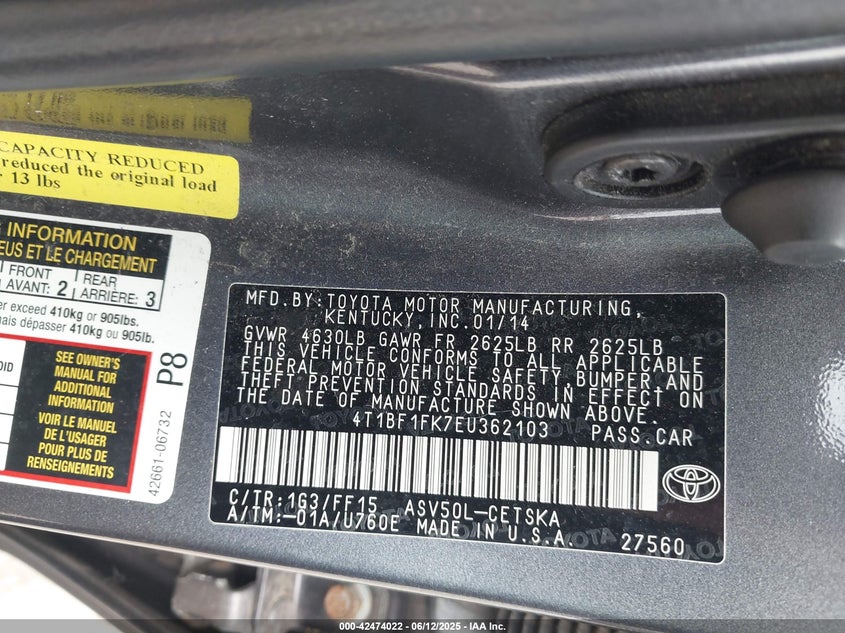 CAPACITY REDUCED
reduced the original load
13 lbs
INFORMATION
EUS ET LE CHARGEMENT
FRONT
AVANT: 2
REAR
ARRIÈRE: 3
exceed 410kg or 905lbs.
mais dépasser 410kg ou 905lb.
SEE OWNER'S
MANUAL FOR
ADDITIONAL
INFORMATION
VOIR LE MANUEL
DE L'USAGER
POUR PLUS DE
RENSEIGNEMENTS
P8
42661-06732
MFD.BY:TOYOTA MOTOR MANUFACTURING,
KENTUCKY,INC.01/14
GVWR 4630LB GAWR FR 2625LB RR 2625LB
THIS VEHICLE CONFORMS TO ALL APPLICABLE
FEDERAL MOTOR VEHICLE SAFETY,BUMPER,AND
THEFT PREVENTION STANDARDS IN EFFECT ON
THE DATE OF MANUFACTURE SHOWN ABOVE.
4T1BF1FK7EU362103 PASS.CAR
C/TR:1G3/FF15 ASV50L-CETSKA
A/TM:-01A/U760E MADE IN U.S.A. 27560
000-42474022 | 06/12/2025 | IAA, Inc.